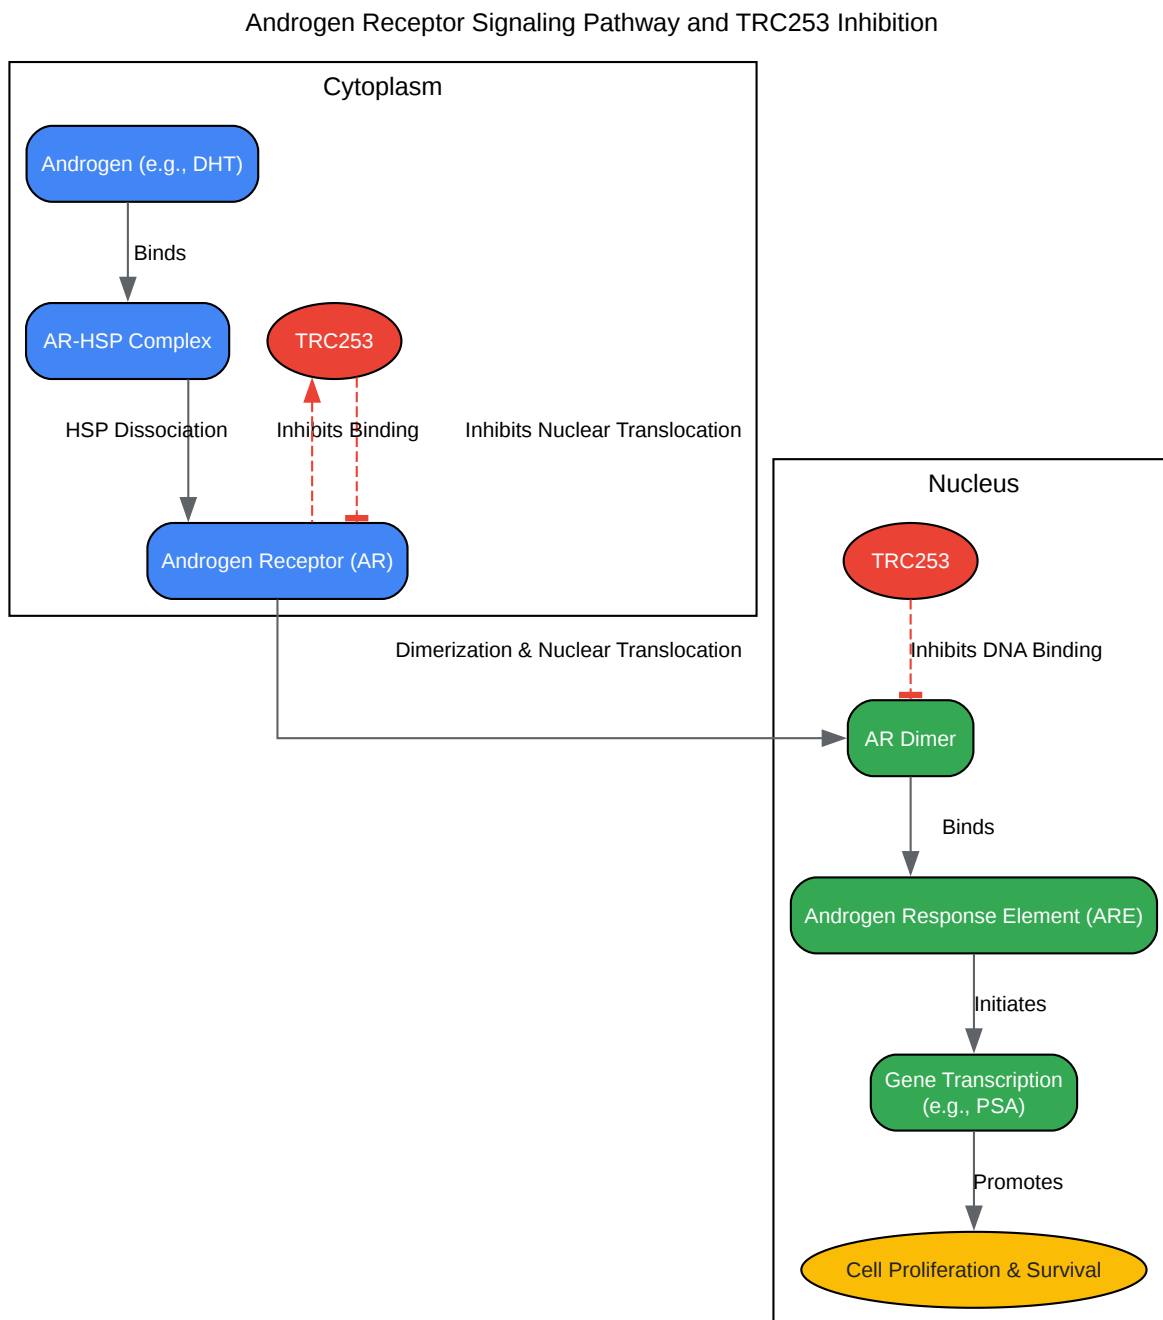 Androgen Receptor Signaling Pathway and TRC253 Inhibition
Cytoplasm
Androgen (e.g., DHT)
Binds
AR-HSP Complex
TRC253
HSP Dissociation
Inhibits Binding
Inhibits Nuclear Translocation
Androgen Receptor (AR)
Dimerization & Nuclear Translocation
Nucleus
TRC253
Inhibits DNA Binding
AR Dimer
Binds
Androgen Response Element (ARE)
Initiates
Gene Transcription
(e.g., PSA)
Promotes
Cell Proliferation & Survival